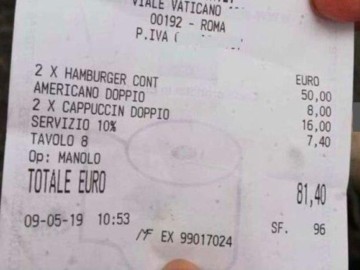 VIALE VATICANO
00192 - ROMA
P.IVA (
EURO
2 X HAMBURGER CONT 50,00
AMERICANO DOPPIO 8,00
2 X CAPPUCCIN DOPPIO 16,00
SERVIZIO 10% 7,40
TAVOLO 8
Op: MANOLO
TOTALE EURO 81,40
09-05-19 10:53 SF. 96
MF EX 99017024